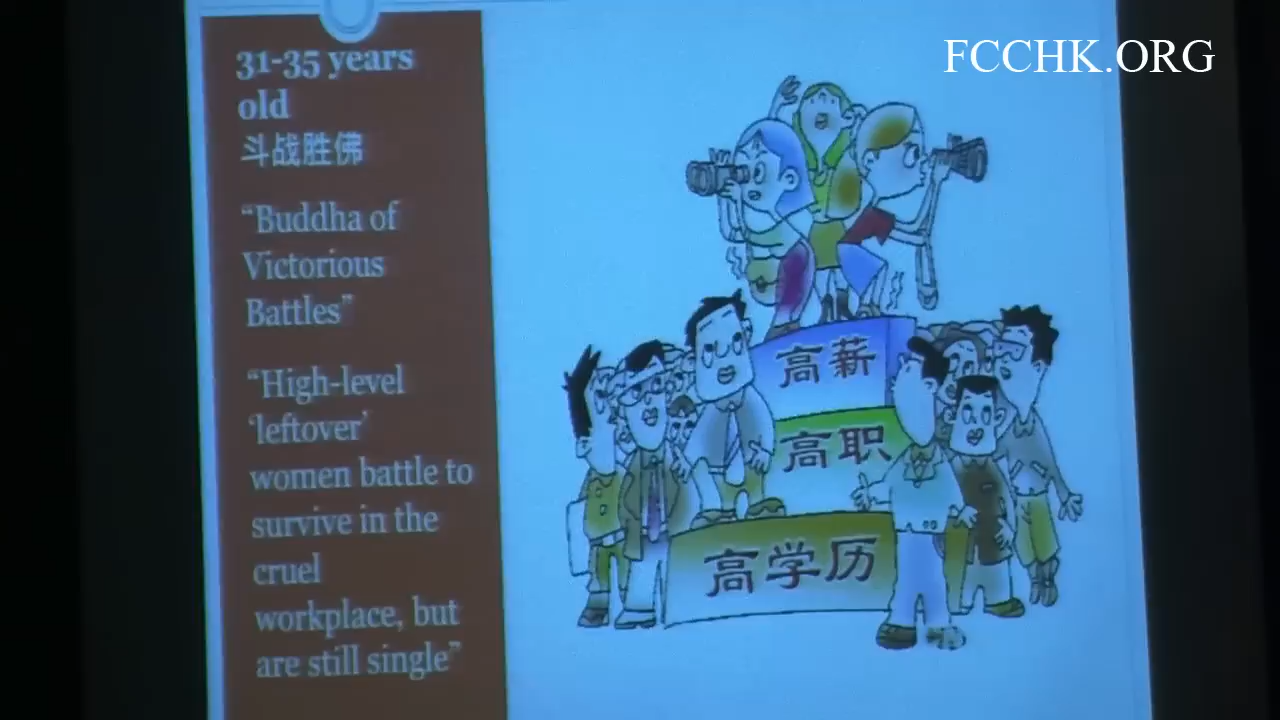 FCCHK.ORG
31-35 years
old
斗战胜佛
“Buddha of
Victorious
Battles”
“High-level
‘leftover’
women battle to
survive in the
cruel
workplace, but
are still single”
高薪
高职
高学历